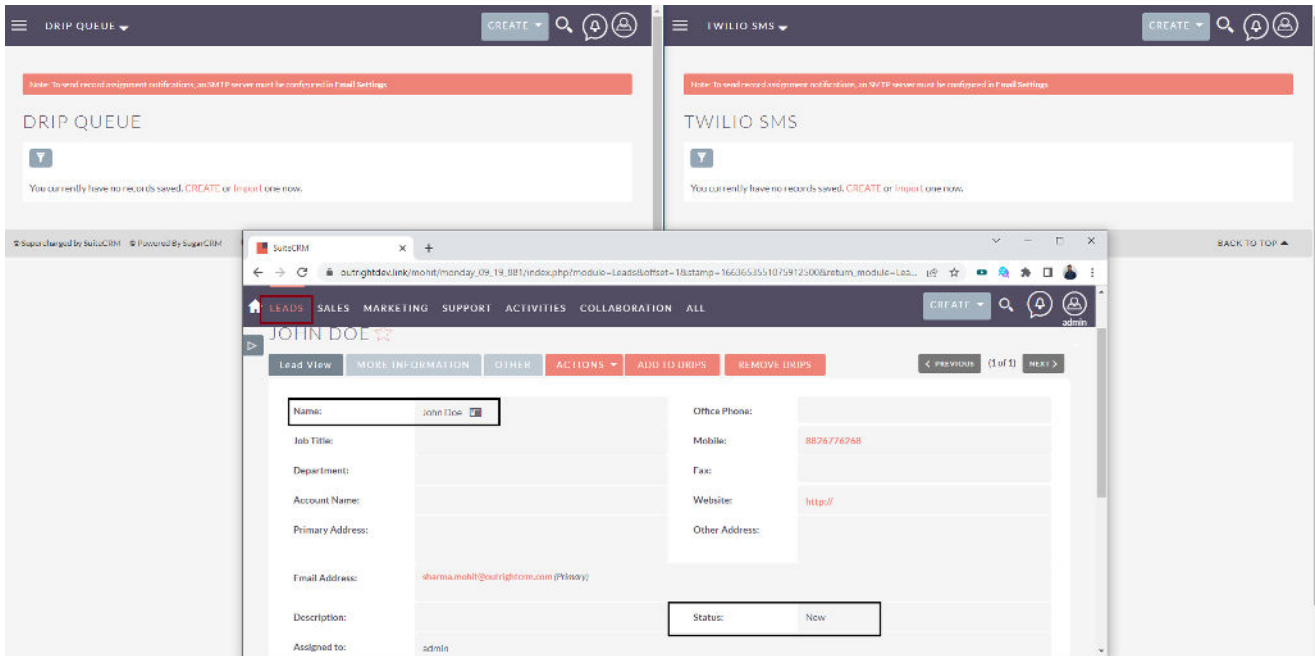 DRIP QUEUE
CREATE
Note: To send record assignment notifications, an SMTP server must be configured in Email Settings
DRIP QUEUE
You currently have no records saved. CREATE or Import one now.
© Supercharged by SuiteCRM © Powered By SugarCRM
TWILIO SMS
CREATE
Note: To send record assignment notifications, an SMTP server must be configured in Email Settings
TWILIO SMS
You currently have no records saved. CREATE or Import one now.
BACK TO TOP
SuiteCRM
LEADS SALES MARKETING SUPPORT ACTIVITIES COLLABORATION ALL
CREATE
admin
JOHN DOE
Lead View MORE INFORMATION OTHER ACTIONS ADD TO DRIPS REMOVE DRIPS
PREVIOUS (1 of 1) NEXT
Name: John Doe Office Phone:
Job Title: Mobile: 8826776268
Department: Fax:
Account Name: Website: http://
Primary Address: Other Address:
Email Address: sharma.mohit@outrightcrm.com (Primary)
Description: Status: New
Assigned to: admin